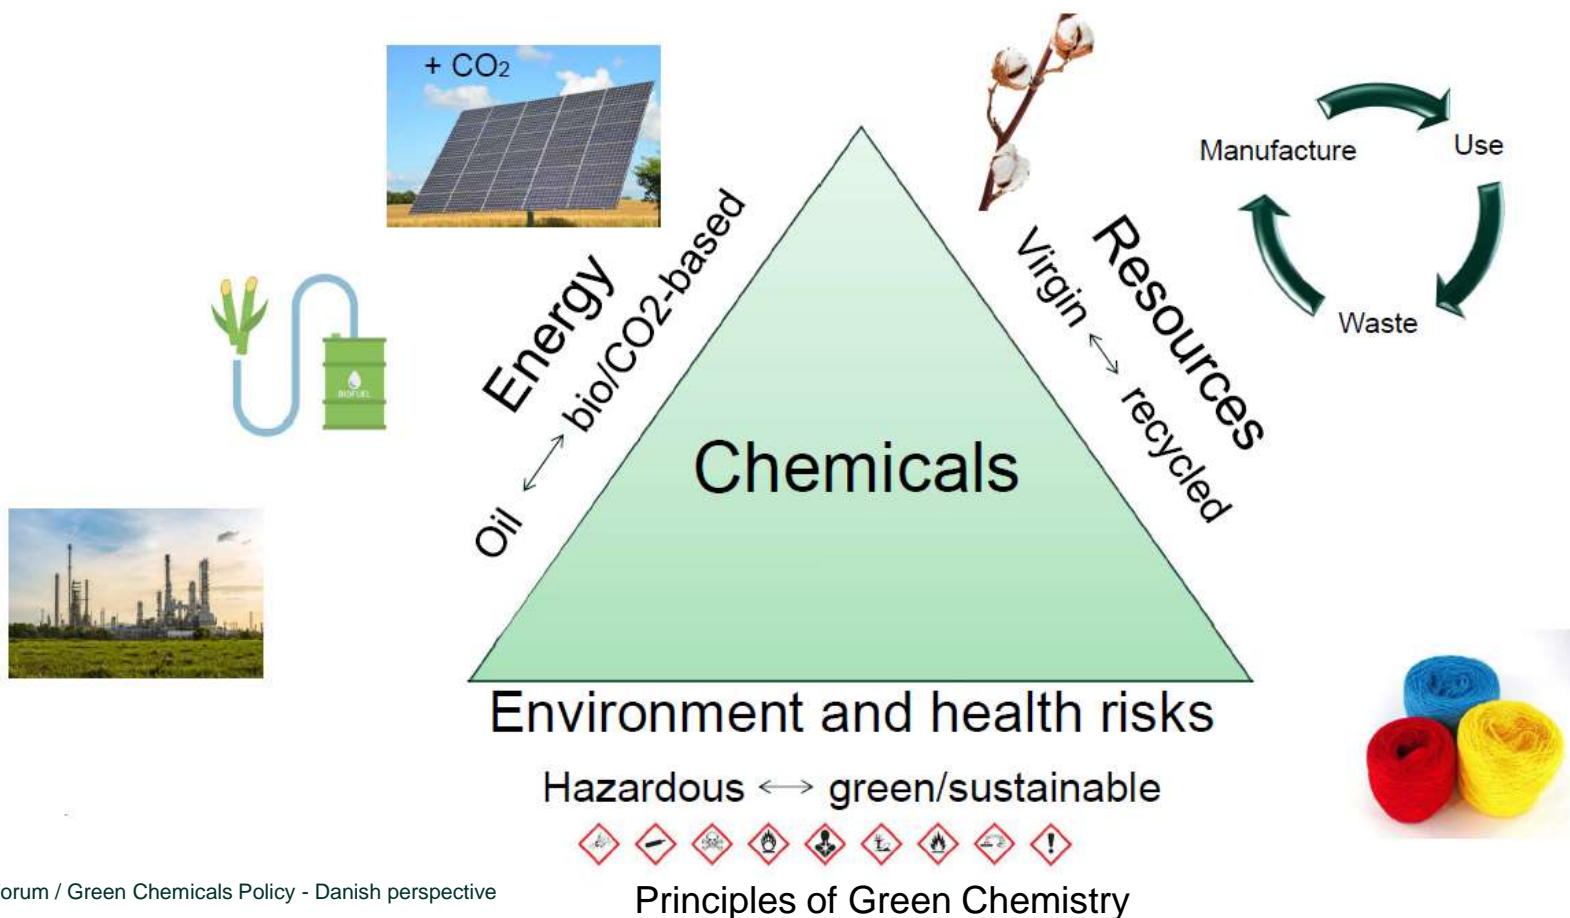 + CO2
Manufacture
Use
Waste
Energy
Oil ↔ bio/CO2-based
Resources
Virgin ↔ recycled
BIOFUEL
Chemicals
Environment and health risks
Hazardous ↔ green/sustainable
orum / Green Chemicals Policy - Danish perspective
Principles of Green Chemistry